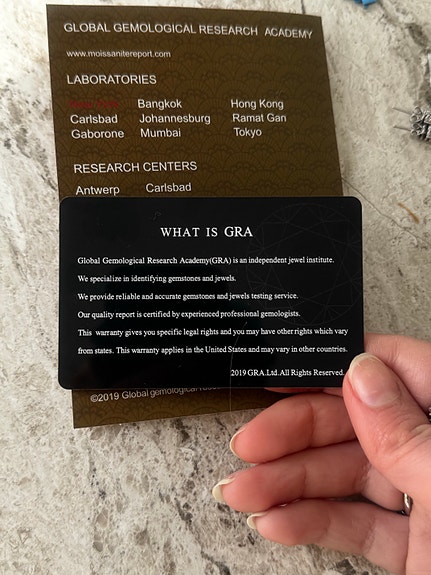 GLOBAL GEMOLOGICAL RESEARCH ACADEMY
www.moissanitereport.com
LABORATORIES
Bangkok Hong Kong
Carlsbad Johannesburg Ramat Gan
Gaborone Mumbai Tokyo
RESEARCH CENTERS
Antwerp Carlsbad
WHAT IS GRA
Global Gemological Research Academy(GRA) is an independent jewel institute.
We specialize in identifying gemstones and jewels.
We provide reliable and accurate gemstones and jewels testing service.
Our quality report is certified by experienced professional gemologists.
This warranty gives you specific legal rights and you may have other rights which vary
from states. This warranty applies in the United States and may vary in other countries.
2019 GRA.Ltd.All Rights Reserved.
©2019 Global gemological